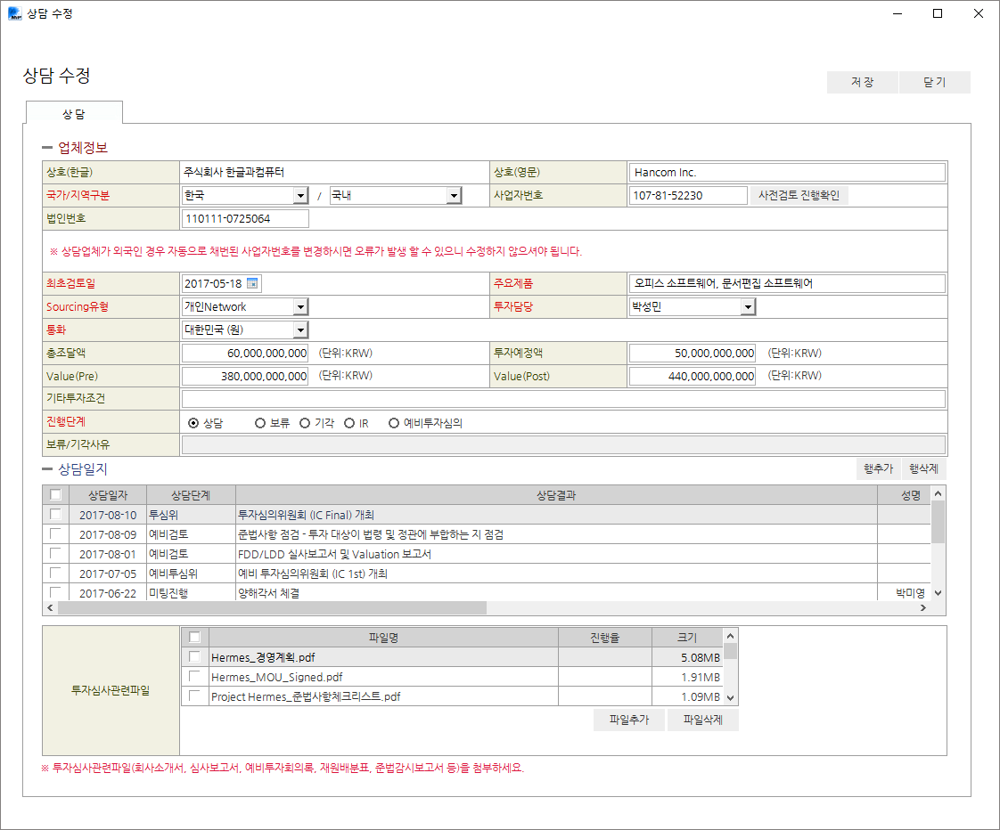 상담 수정
상담 수정
저 장 닫 기
상 담
업체정보
상호(한글) 주식회사 한글과컴퓨터 상호(영문) Hancom Inc.
국가/지역구분 한국 / 국내 사업자번호 107-81-52230 사전검토 진행확인
법인번호 110111-0725064
※ 상담업체가 외국인 경우 자동으로 채번된 사업자번호를 변경하시면 오류가 발생 할 수 있으니 수정하지 않으셔야 됩니다.
최초검토일 2017-05-18 주요제품 오피스 소프트웨어, 문서편집 소프트웨어
Sourcing유형 개인Network 투자담당 박성민
통화 대한민국 (원)
총조달액 60,000,000,000 (단위:KRW) 투자예정액 50,000,000,000 (단위:KRW)
Value(Pre) 380,000,000,000 (단위:KRW) Value(Post) 440,000,000,000 (단위:KRW)
기타투자조건
진행단계 상담 보류 기각 IR 예비투자심의
보류/기각사유
상담일지 행추가 행삭제
상담일자 상담단계 상담결과 성명
2017-08-10 투심위 투자심의위원회 (IC Final) 개최
2017-08-09 예비검토 준법사항 점검 - 투자 대상이 법령 및 정관에 부합하는 지 점검
2017-08-01 예비검토 FDD/LDD 실사보고서 및 Valuation 보고서
2017-07-05 예비투심위 예비 투자심의위원회 (IC 1st) 개최
2017-06-22 미팅진행 양해각서 체결 박미영
파일명 진행율 크기
Hermes_경영계획.pdf 5.08MB
Hermes_MOU_Signed.pdf 1.91MB
투자심사관련파일
Project Hermes_준법사항체크리스트.pdf 1.09MB
파일추가 파일삭제
※ 투자심사관련파일(회사소개서, 심사보고서, 예비투자회의록, 재원배분표, 준법감시보고서 등)을 첨부하세요.